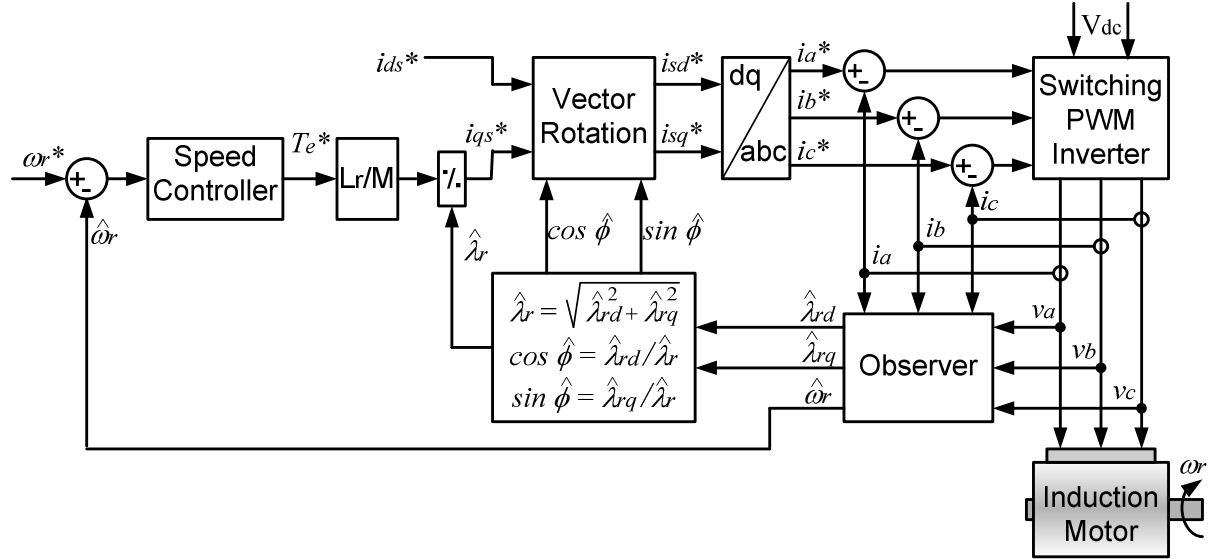 Vdc
ids*
Vector
Rotation
isd*
isq*
dq
abc
ia*
ib*
ic*
+
-
+
-
+
-
Switching
PWM
Inverter
ωr*
+
-
Speed
Controller
Te*
Lr/M
·/.
iqs*
ω̂r
λ̂r
cos ϕ̂
sin ϕ̂
ic
ib
ia
λ̂r = √λ̂²rd + λ̂²rq
cos ϕ̂ = λ̂rd/λ̂r
sin ϕ̂ = λ̂rq/λ̂r
λ̂rd
λ̂rq
ω̂r
Observer
va
vb
vc
Induction
Motor
ωr